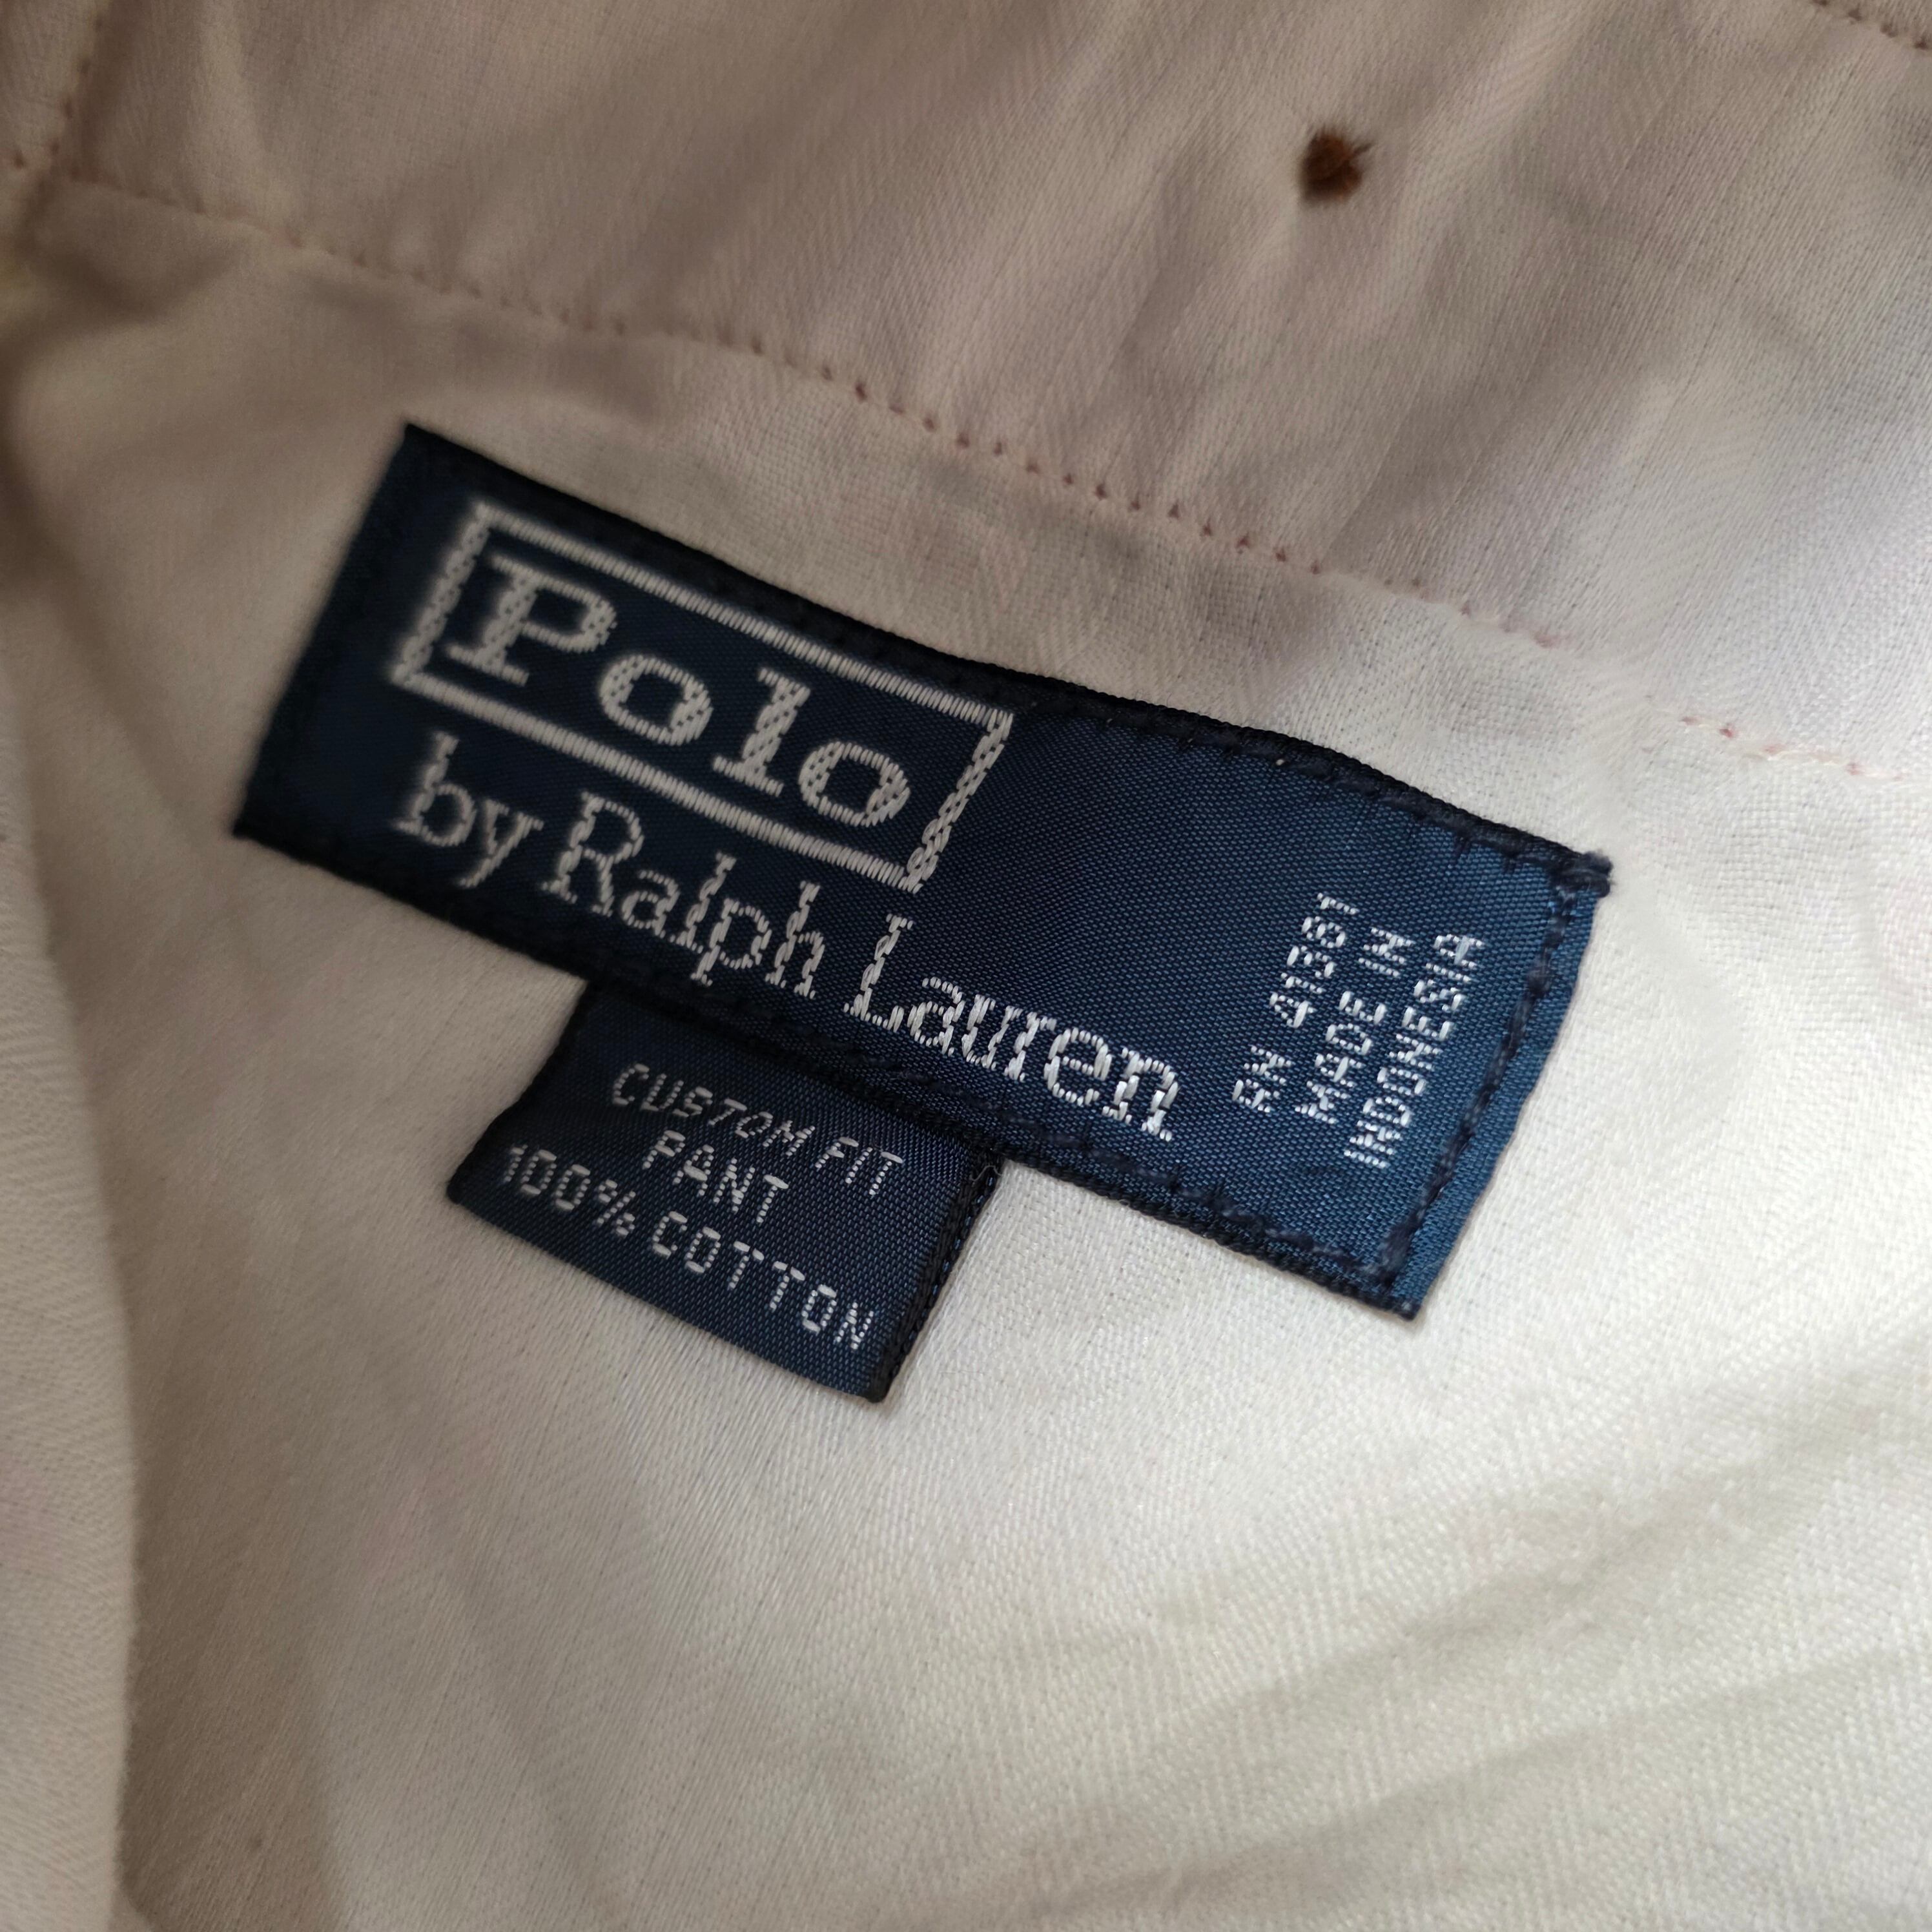 Polo
by Ralph Lauren
RN 41381
MADE IN
INDONESIA
CUSTOM FIT
PANT
100% COTTON